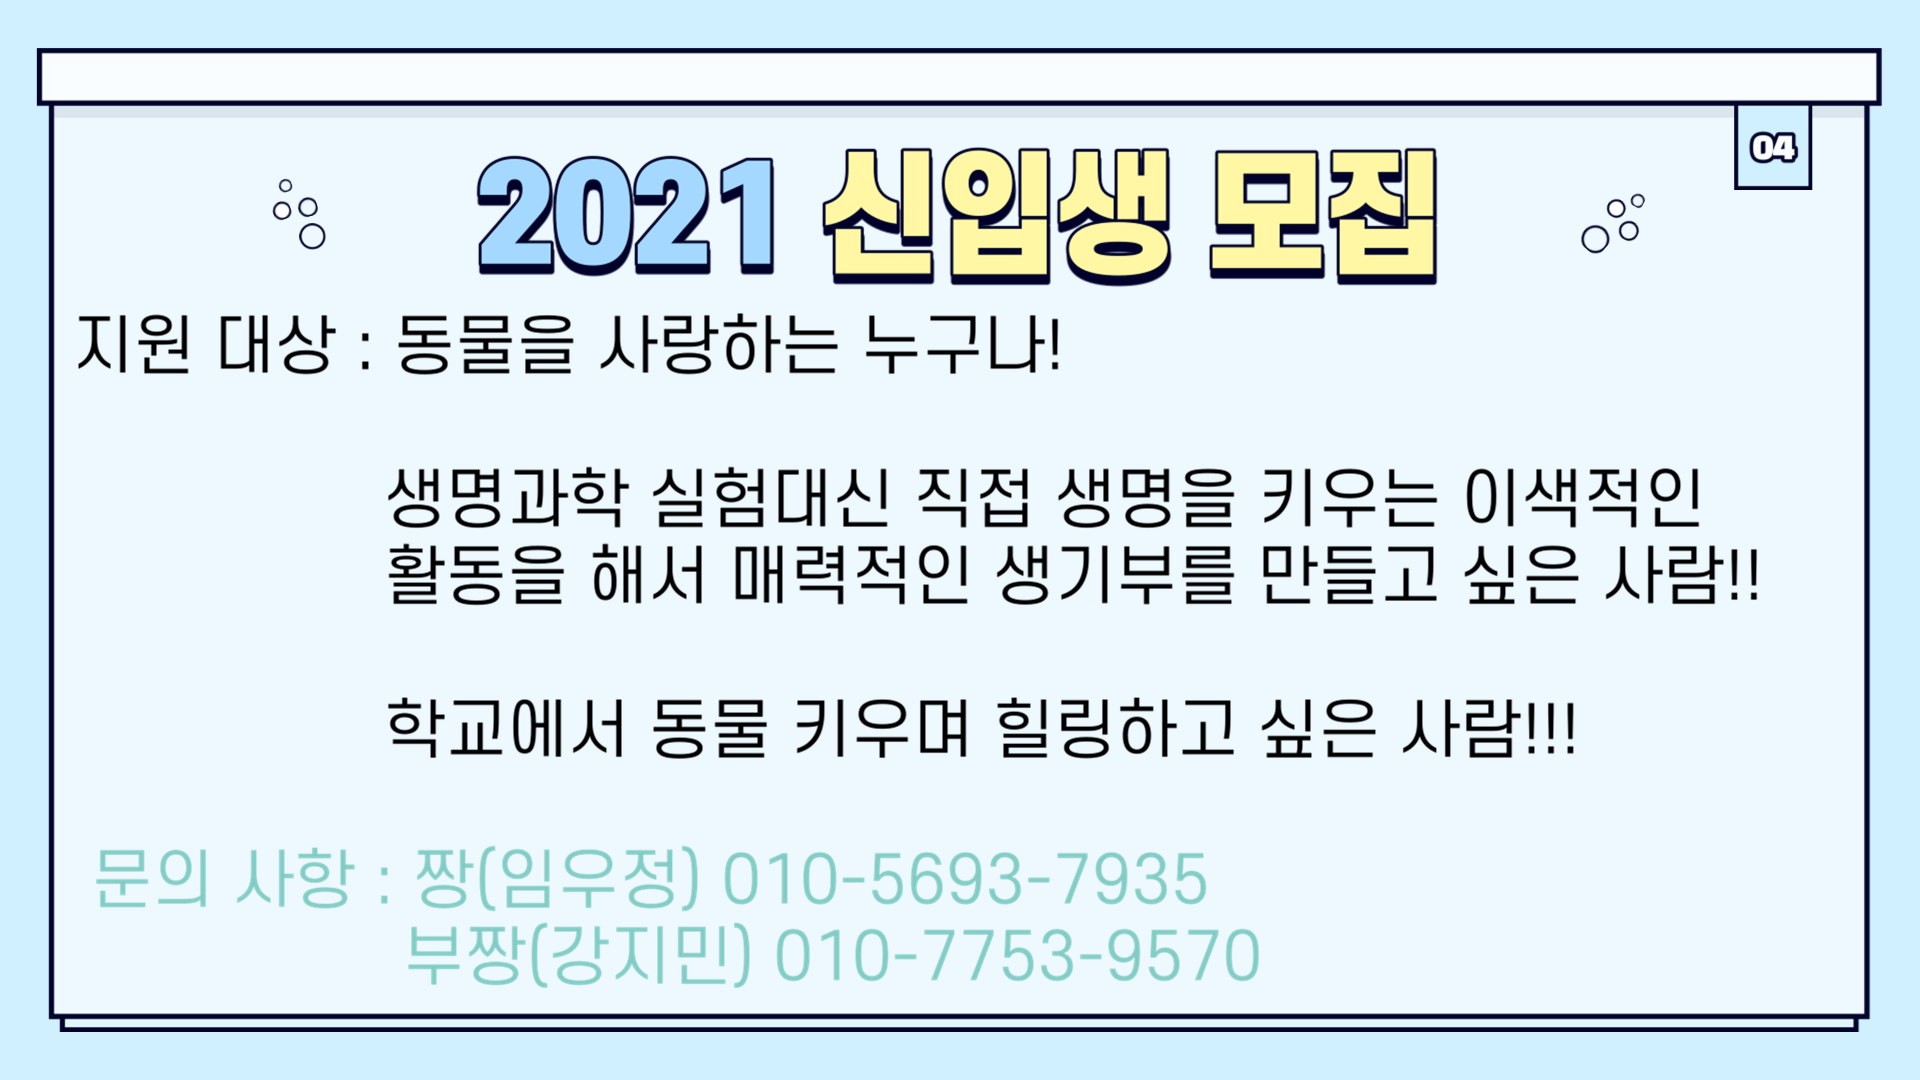 04
2021 신입생 모집
지원 대상 : 동물을 사랑하는 누구나!
생명과학 실험대신 직접 생명을 키우는 이색적인
활동을 해서 매력적인 생기부를 만들고 싶은 사람!!
학교에서 동물 키우며 힐링하고 싶은 사람!!!
문의 사항 : 짱(임우정) 010-5693-7935
부짱(강지민) 010-7753-9570